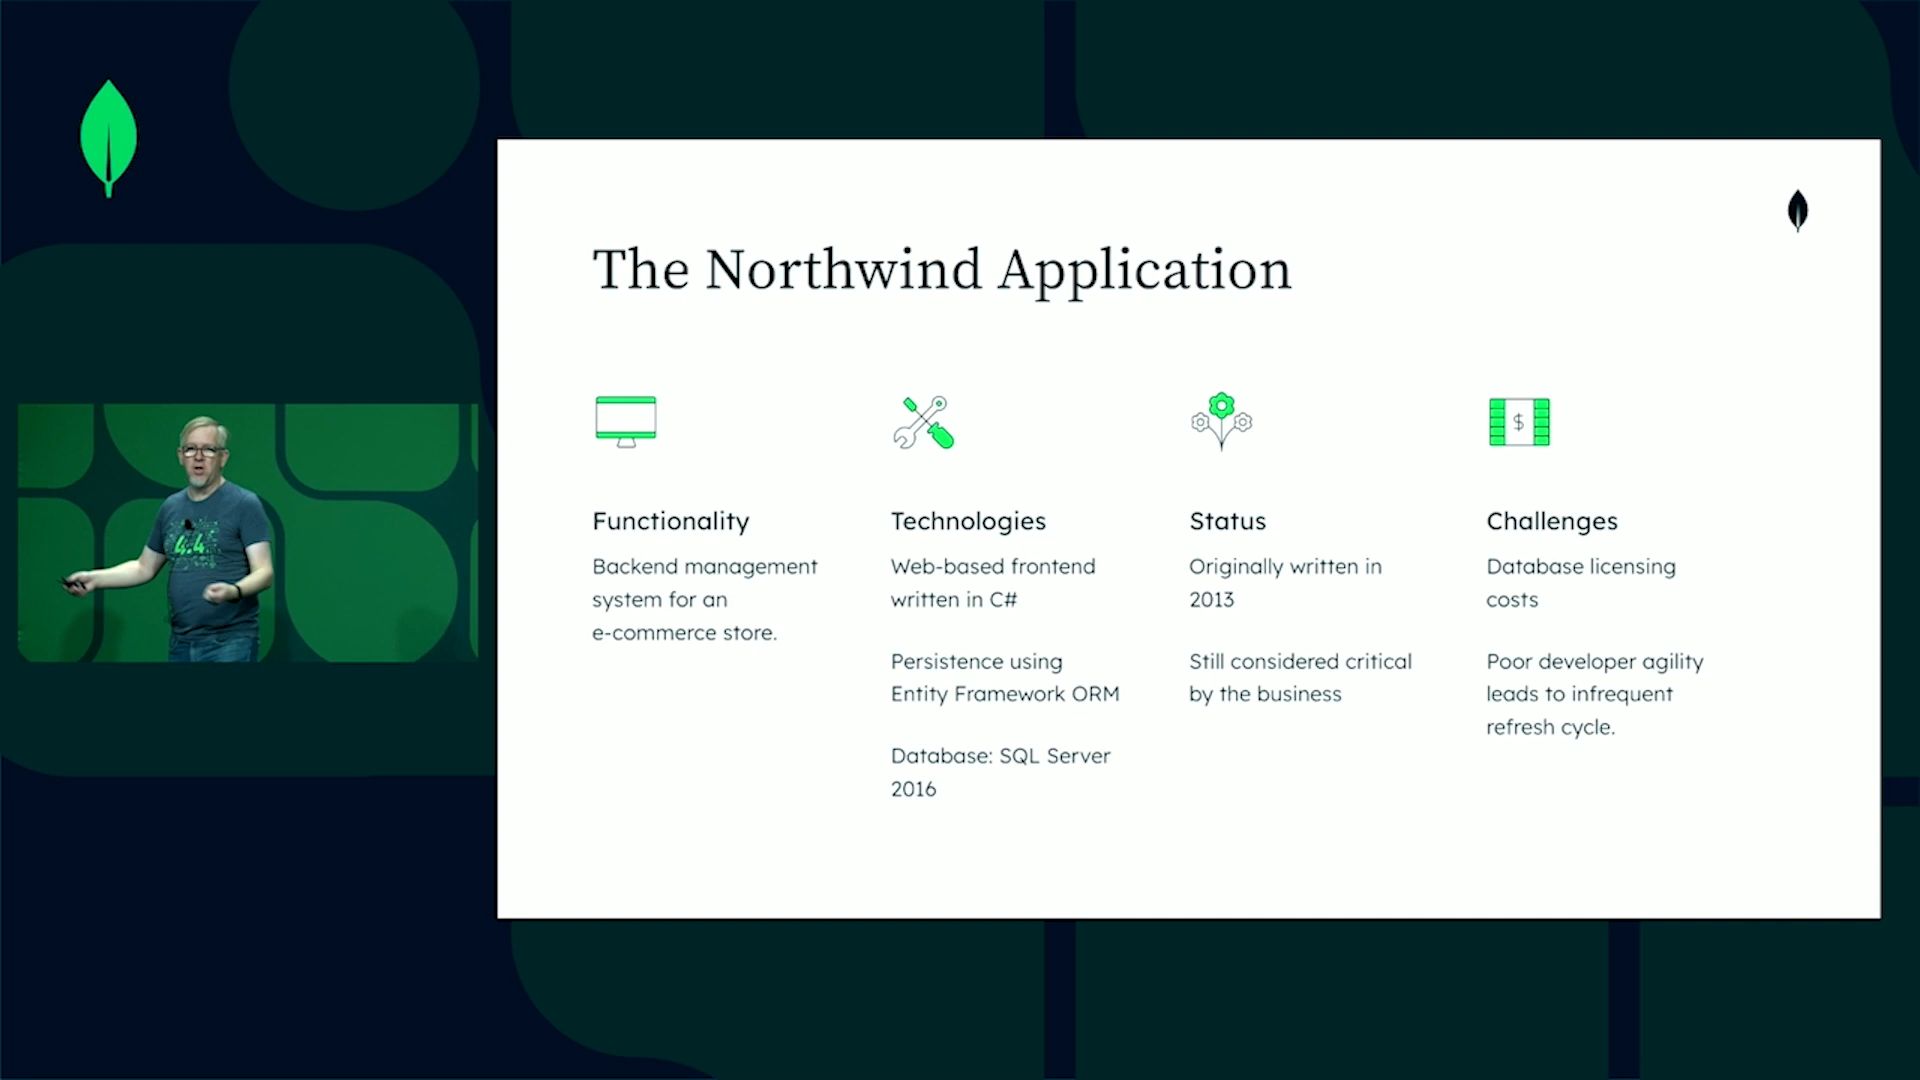 The Northwind Application
Functionality
Backend management
system for an
e-commerce store.
Technologies
Web-based frontend
written in C#
Persistence using
Entity Framework ORM
Database: SQL Server
2016
Status
Originally written in
2013
Still considered critical
by the business
Challenges
Database licensing
costs
Poor developer agility
leads to infrequent
refresh cycle.
$
4.4